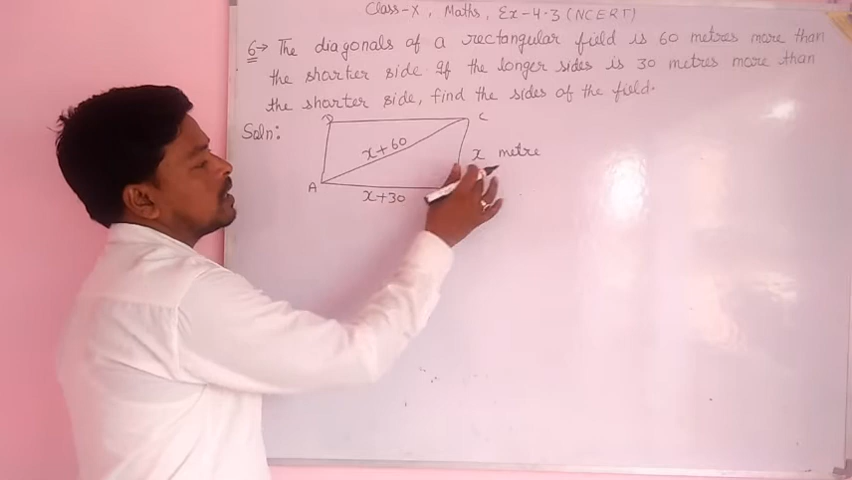 Class-X, Maths, Ex-4.3 (NCERT)
6→ The diagonals of a rectangular field is 60 metres more than
the shorter side. If the longer sides is 30 metres more than
the shorter side, find the sides of the field.
Soln:
D
C
x+60
x metre
A
x+30